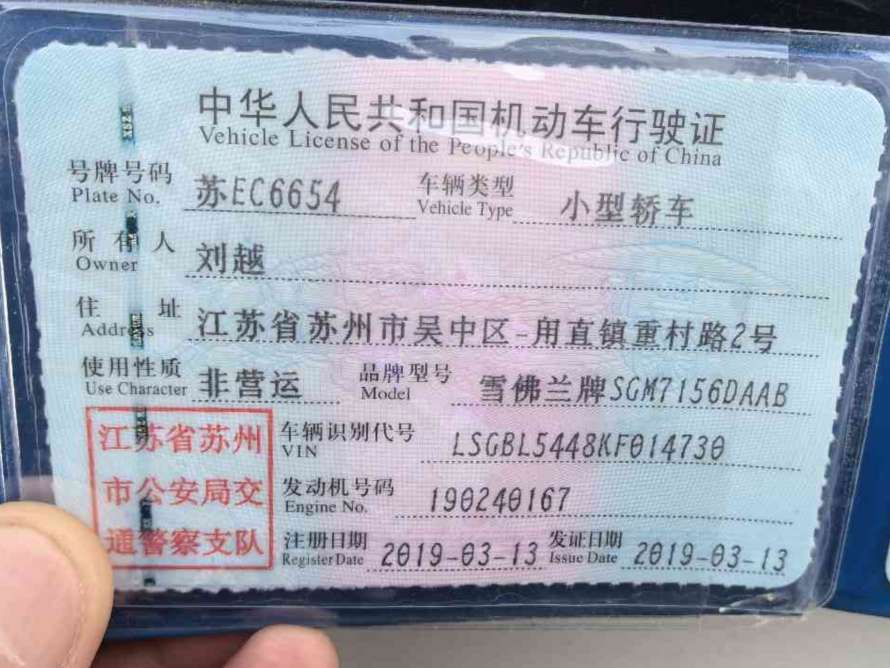 中华人民共和国机动车行驶证
Vehicle License of the People's Republic of China
号牌号码 苏EC6654 车辆类型 小型轿车
Plate No. Vehicle Type
所有人 刘越
Owner
住址 江苏省苏州市吴中区-甪直镇重村路2号
Address
使用性质 非营运 品牌型号 雪佛兰牌SGM7156DAAB
Use Character Model
江苏省苏州 车辆识别代号 LSGBL5448KF014730
VIN
市公安局交 发动机号码 190240167
Engine No.
通警察支队 注册日期 2019-03-13 发证日期 2019-03-13
Register Date Issue Date